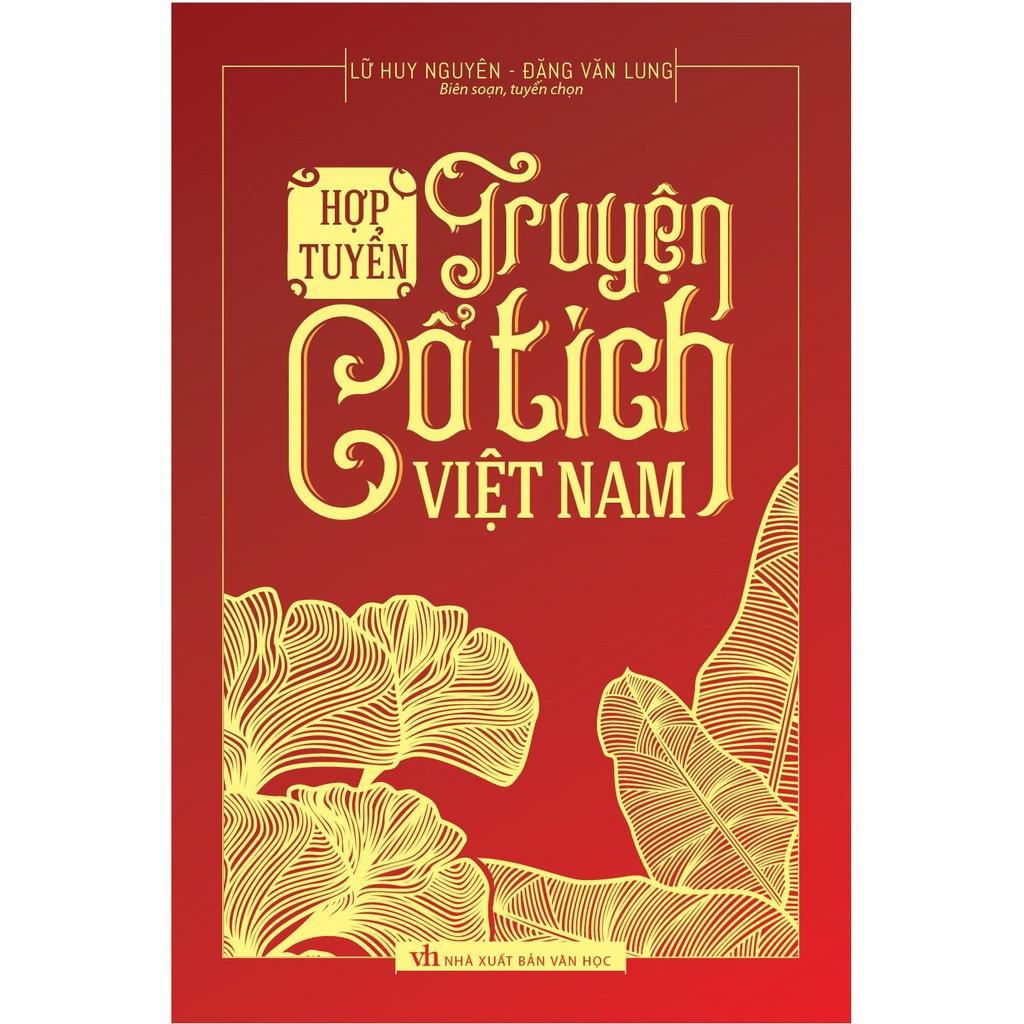 LỮ HUY NGUYÊN - ĐẶNG VĂN LUNG
Biên soạn, tuyển chọn
HỢP
TUYỂN
Truyện
Cổ tích
VIỆT NAM
vh NHÀ XUẤT BẢN VĂN HỌC